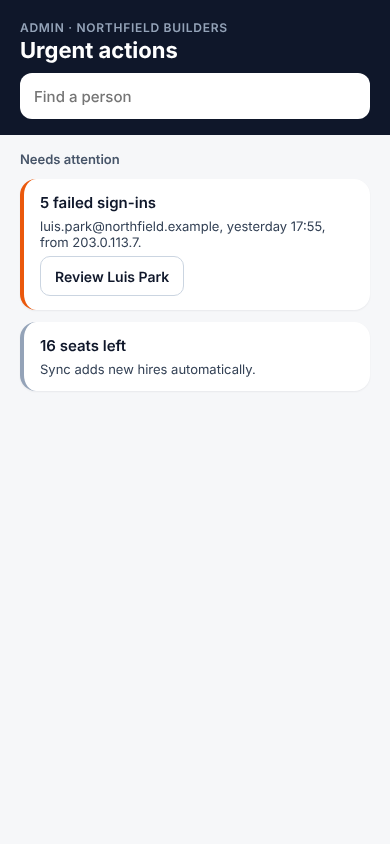 ADMIN · NORTHFIELD BUILDERS
Urgent actions
Find a person
Needs attention
5 failed sign-ins
luis.park@northfield.example, yesterday 17:55,
from 203.0.113.7.
Review Luis Park
16 seats left
Sync adds new hires automatically.